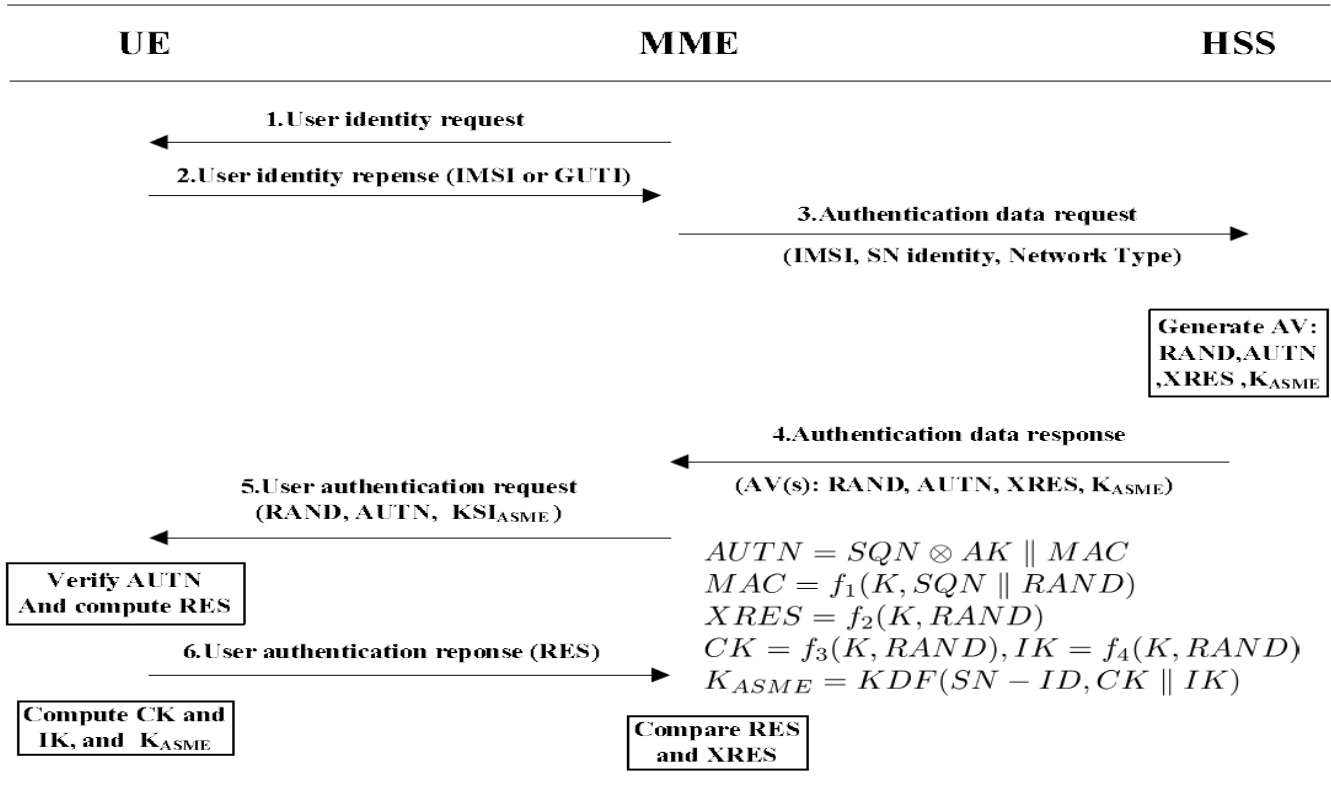 UE MME HSS
1.User identity request
2.User identity repense (IMSI or GUTI)
3.Authentication data request
(IMSI, SN identity, Network Type)
Generate AV:
RAND,AUTN
,XRES ,K_ASME
4.Authentication data response
(AV(s): RAND, AUTN, XRES, K_ASME)
5.User authentication request
(RAND, AUTN, KSI_ASME)
Verify AUTN
And compute RES
AUTN = SQN ⊗ AK ∥ MAC
MAC = f₁(K, SQN ∥ RAND)
XRES = f₂(K, RAND)
CK = f₃(K, RAND), IK = f₄(K, RAND)
K_ASME = KDF(SN − ID, CK ∥ IK)
6.User authentication reponse (RES)
Compute CK and
IK, and K_ASME
Compare RES
and XRES